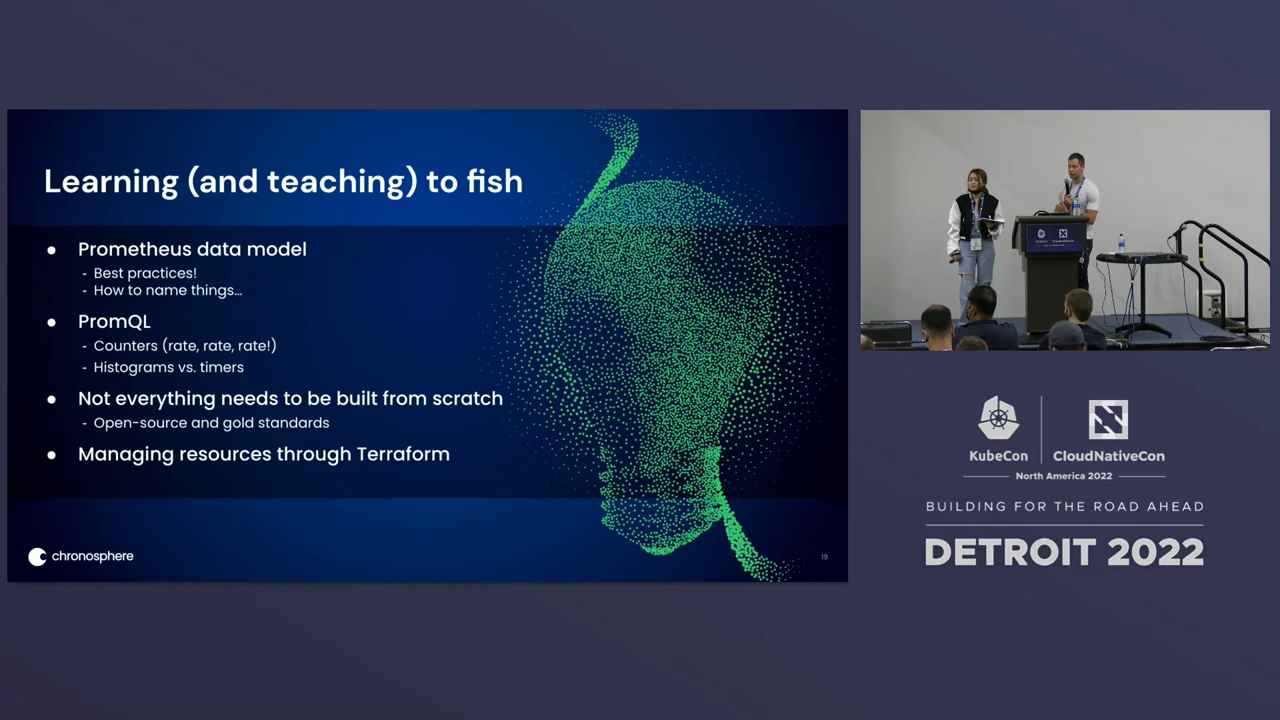 Learning (and teaching) to fish
● Prometheus data model
- Best practices!
- How to name things...
● PromQL
- Counters (rate, rate, rate!)
- Histograms vs. timers
● Not everything needs to be built from scratch
- Open-source and gold standards
● Managing resources through Terraform
chronosphere
19
KubeCon
CloudNativeCon
North America 2022
BUILDING FOR THE ROAD AHEAD
DETROIT 2022